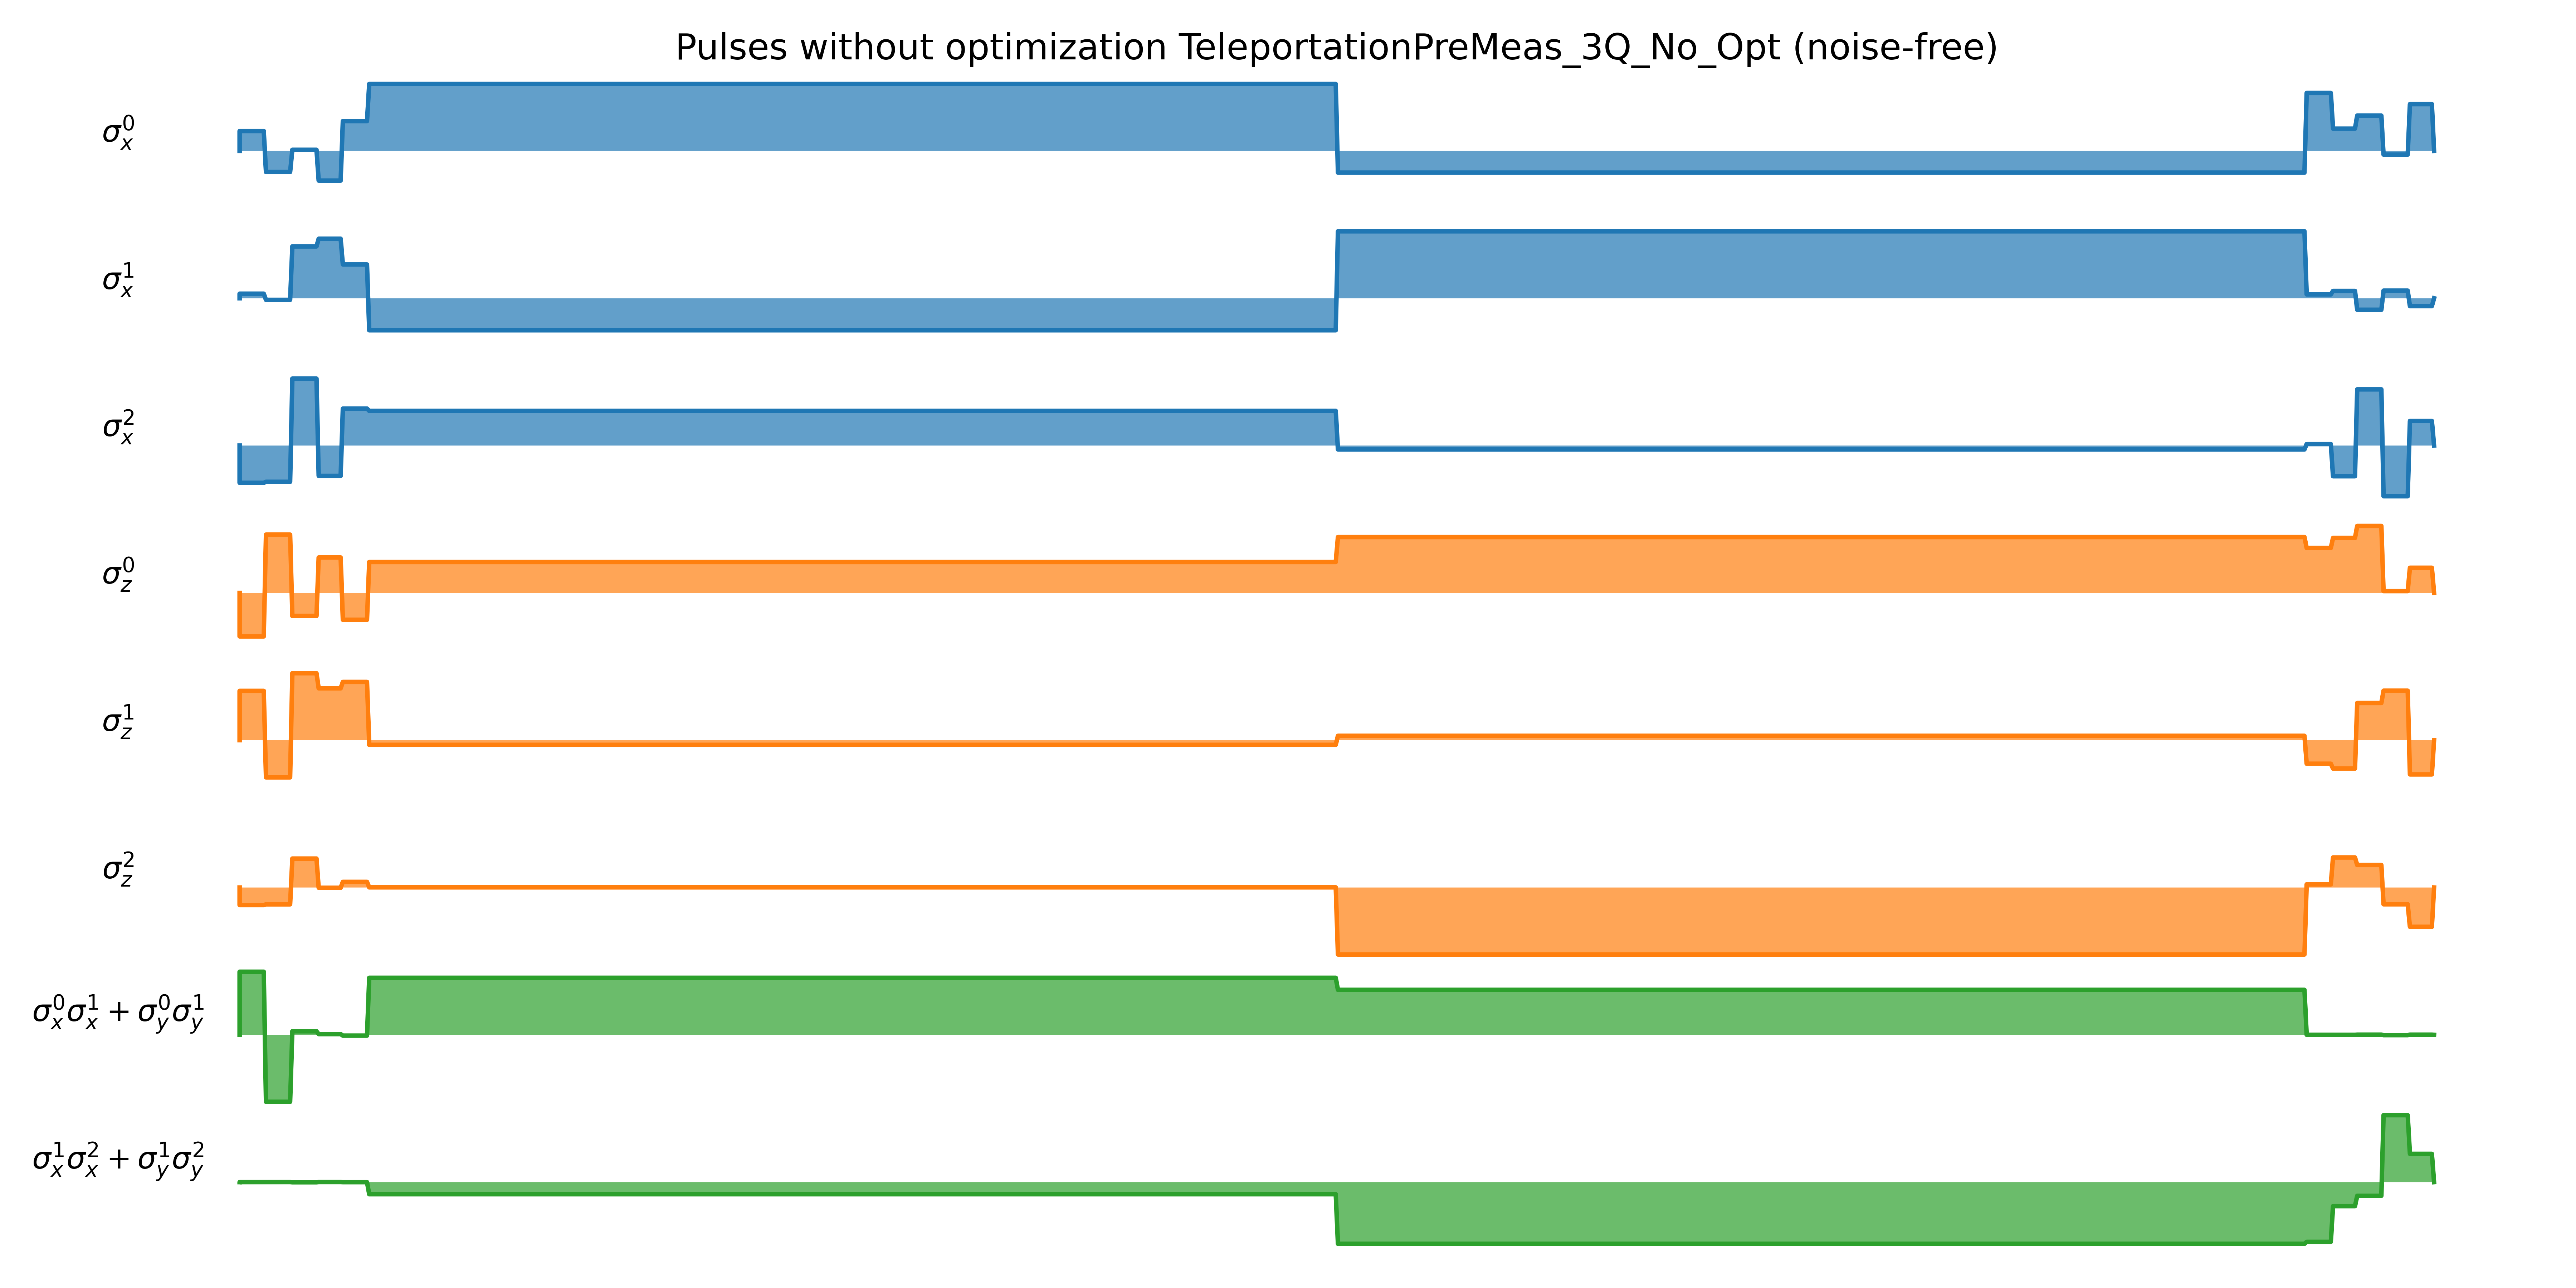 Pulses without optimization TeleportationPreMeas_3Q_No_Opt (noise-free)
σ_x^0
σ_x^1
σ_x^2
σ_z^0
σ_z^1
σ_z^2
σ_x^0σ_x^1 + σ_y^0σ_y^1
σ_x^1σ_x^2 + σ_y^1σ_y^2